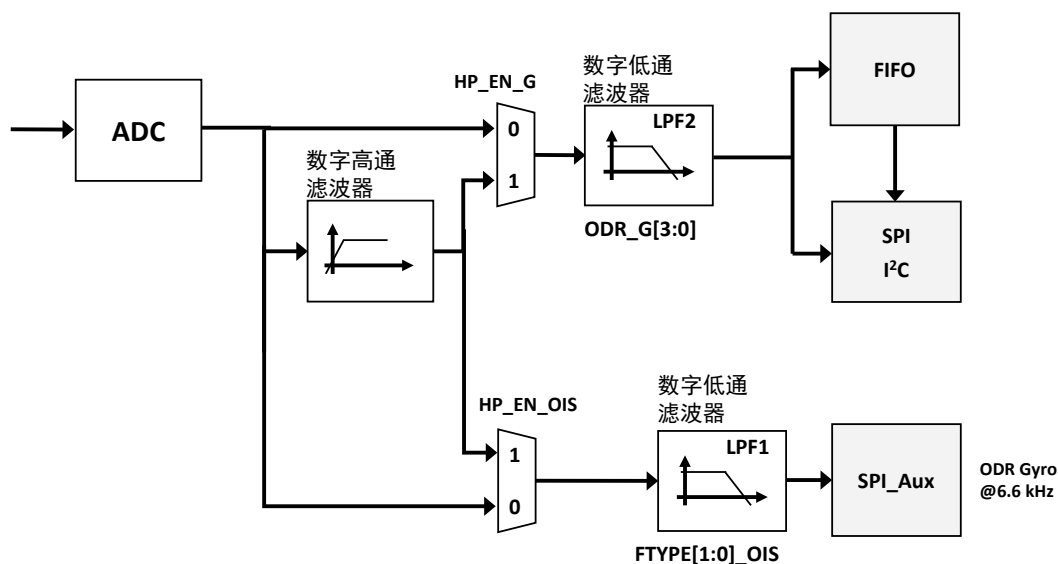 ADC
HP_EN_G
0
1
数字高通
滤波器
数字低通
滤波器
LPF2
ODR_G[3:0]
FIFO
SPI
I²C
HP_EN_OIS
1
0
数字低通
滤波器
LPF1
FTYPE[1:0]_OIS
SPI_Aux
ODR Gyro
@6.6 kHz